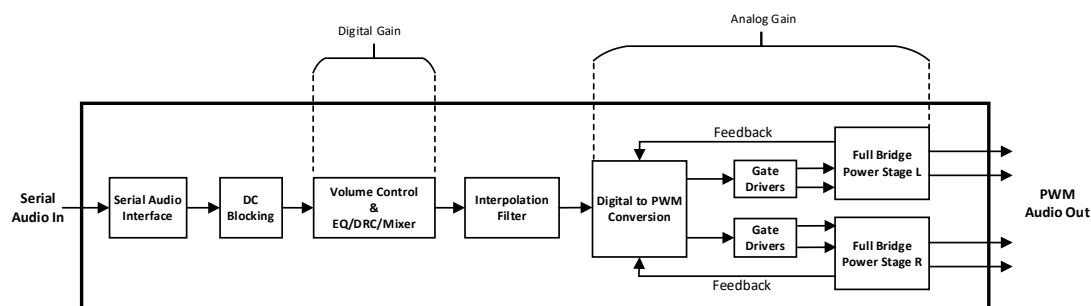 Digital Gain
Analog Gain
Feedback
Serial
Audio In
Serial Audio
Interface
DC
Blocking
Volume Control
&
EQ/DRC/Mixer
Interpolation
Filter
Digital to PWM
Conversion
Gate
Drivers
Full Bridge
Power Stage L
Gate
Drivers
Full Bridge
Power Stage R
Feedback
PWM
Audio Out